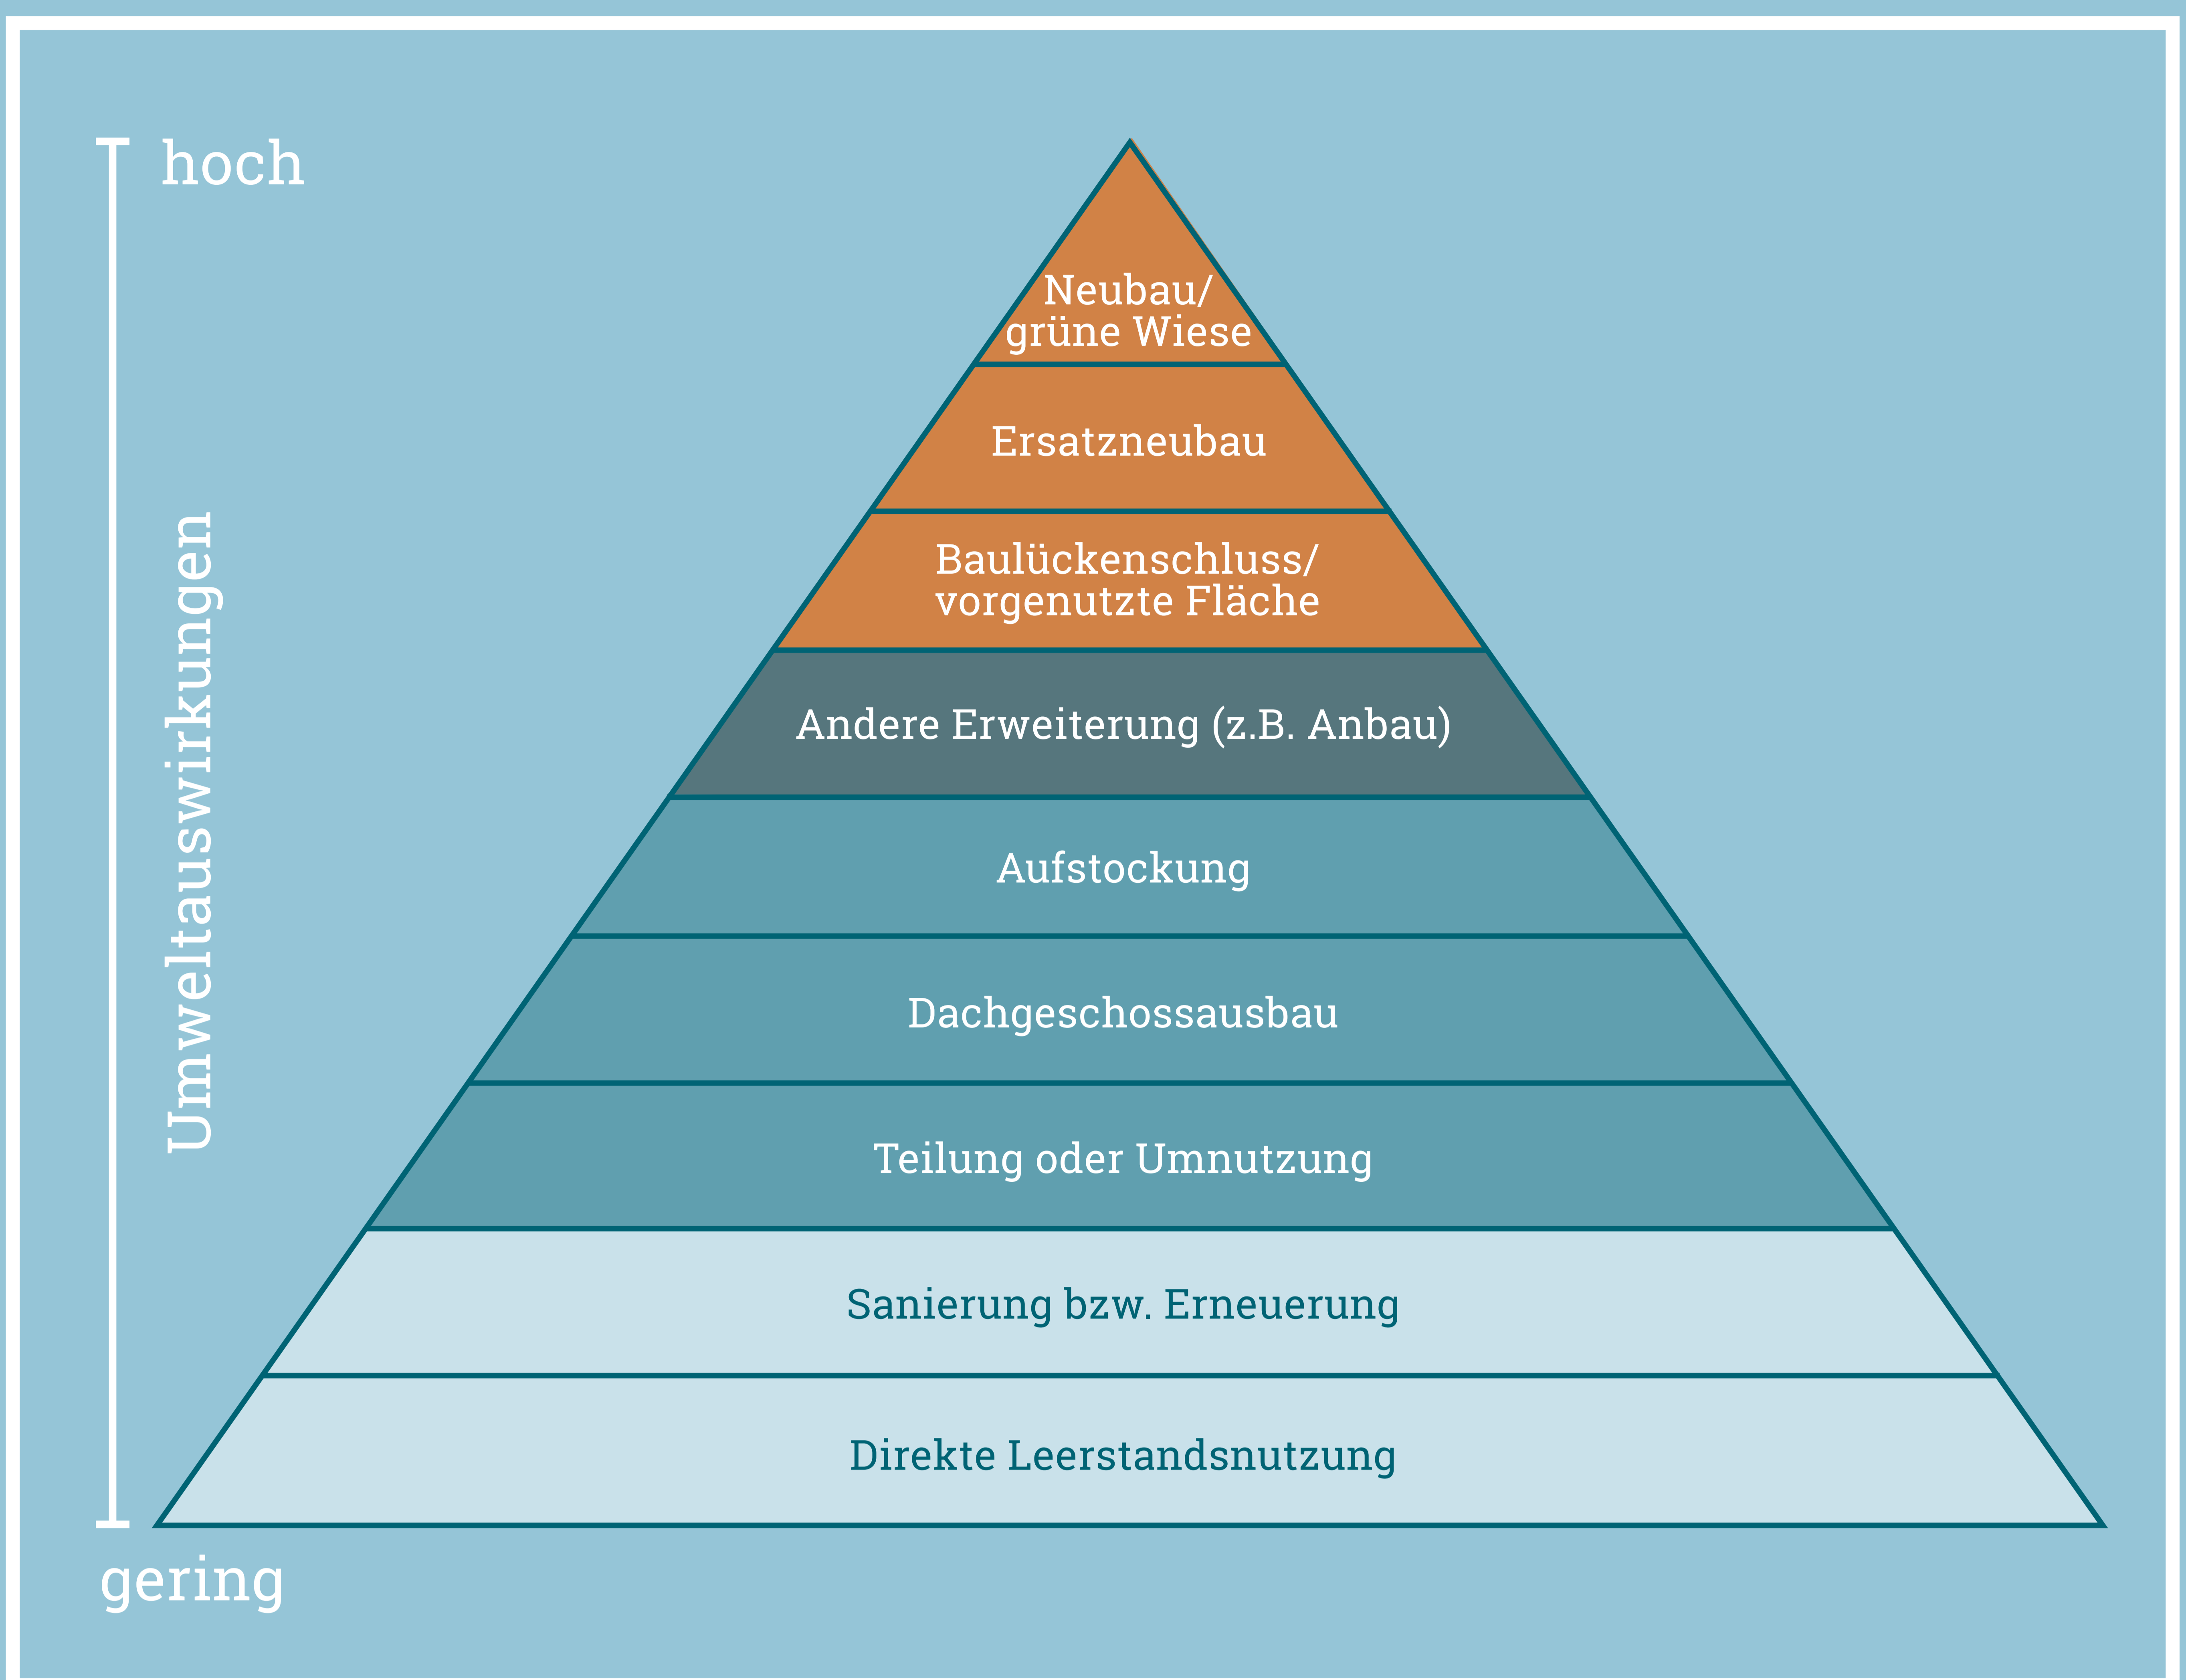 hoch
Umweltauswirkungen
gering
Neubau/
grüne Wiese
Ersatzneubau
Baulückenschluss/
vorgenutzte Fläche
Andere Erweiterung (z.B. Anbau)
Aufstockung
Dachgeschossausbau
Teilung oder Umnutzung
Sanierung bzw. Erneuerung
Direkte Leerstandsnutzung